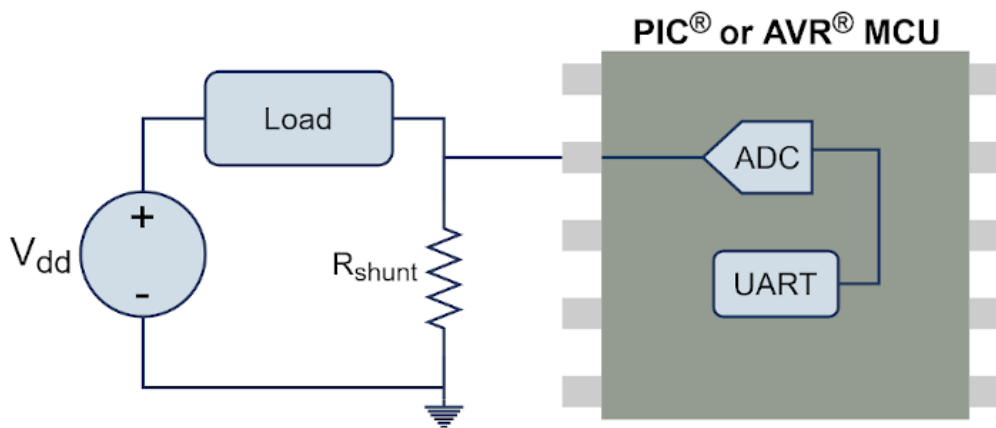 PIC® or AVR® MCU
Load
ADC
+
Vdd
Rshunt
UART
-